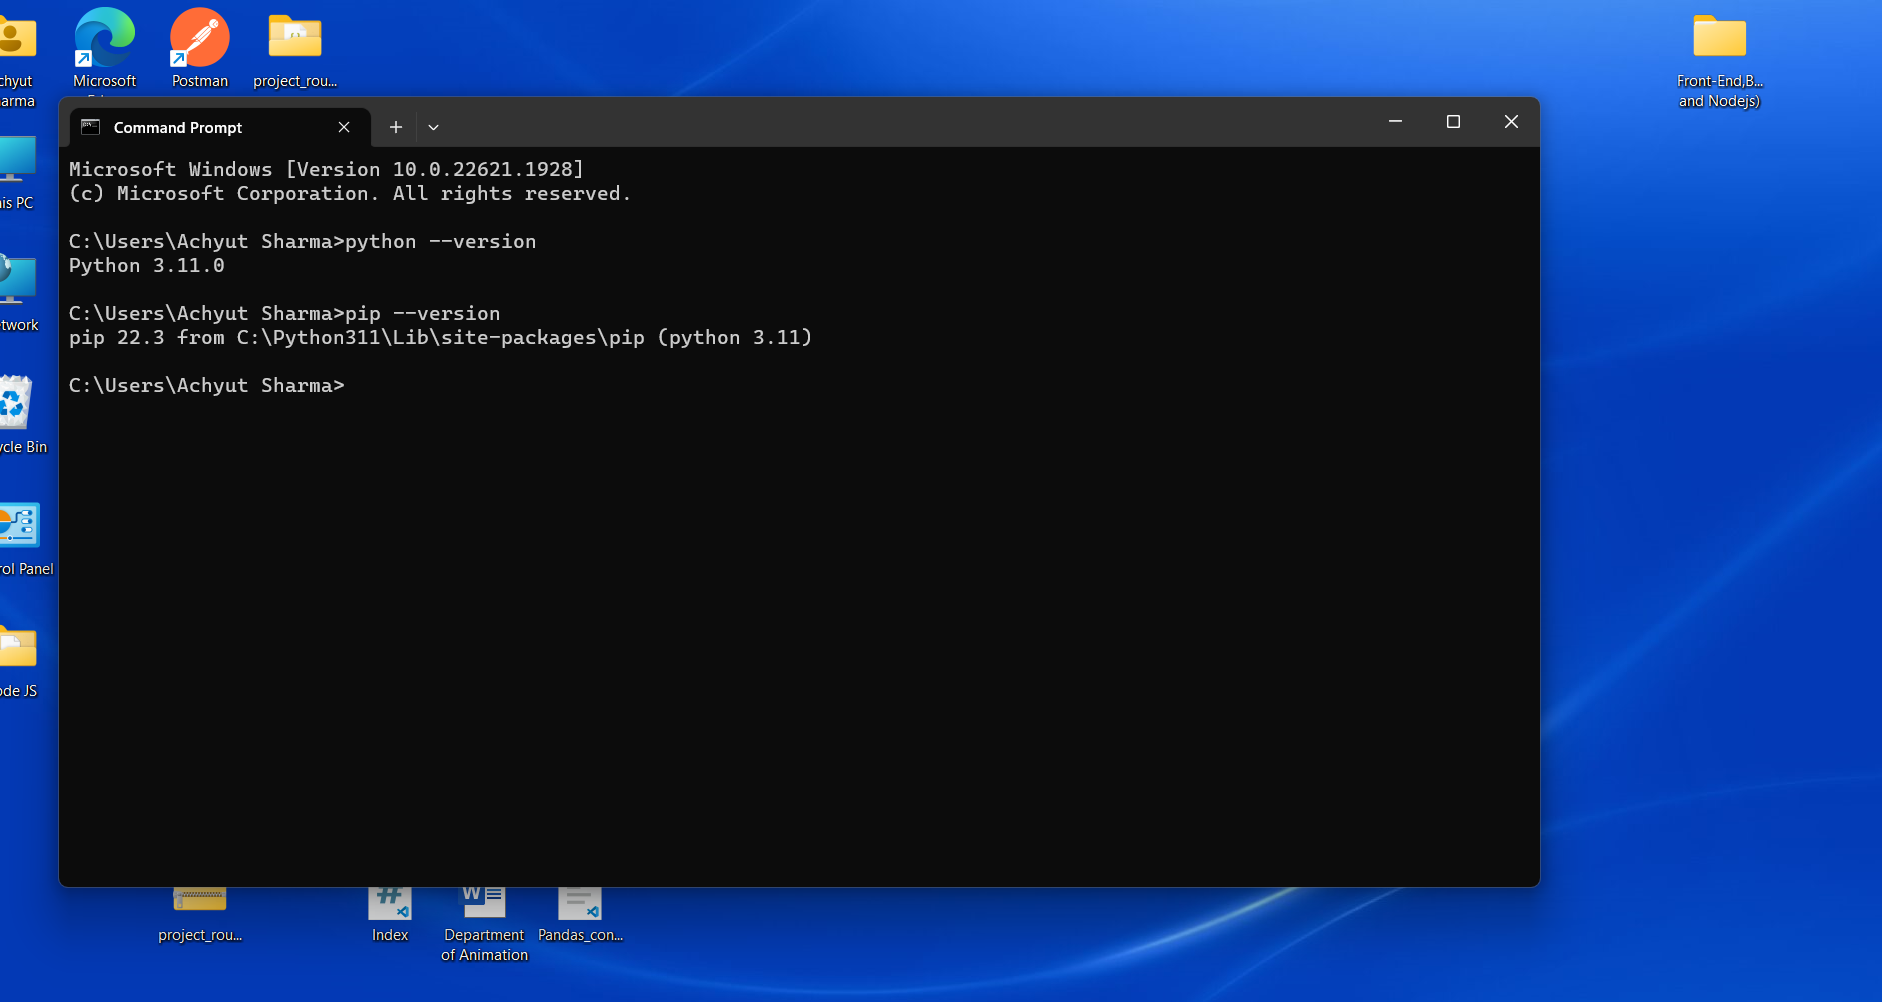 chyut
arma
Microsoft
Postman
project_rou...
Front-End,B...
and Nodejs)
Command Prompt
Microsoft Windows [Version 10.0.22621.1928]
(c) Microsoft Corporation. All rights reserved.
C:\Users\Achyut Sharma>python --version
Python 3.11.0
C:\Users\Achyut Sharma>pip --version
pip 22.3 from C:\Python311\Lib\site-packages\pip (python 3.11)
C:\Users\Achyut Sharma>
is PC
twork
ycle Bin
rol Panel
ode JS
project_rou...
Index
Department
of Animation
Pandas_con...